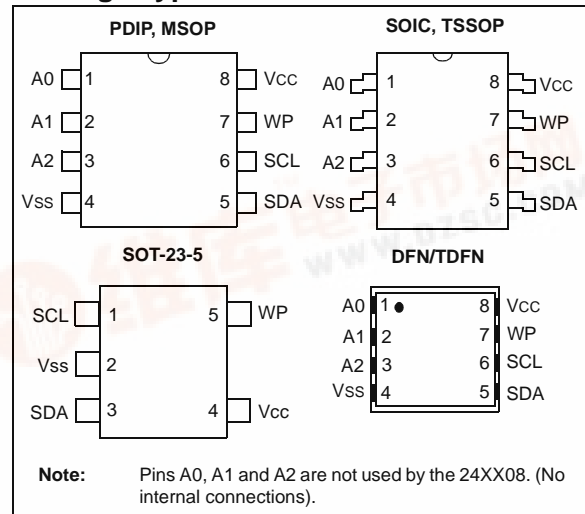 PDIP, MSOP
A0 1 8 VCC
A1 2 7 WP
A2 3 6 SCL
VSS 4 5 SDA
SOIC, TSSOP
A0 1 8 VCC
A1 2 7 WP
A2 3 6 SCL
VSS 4 5 SDA
SOT-23-5
SCL 1 5 WP
Vss 2
SDA 3 4 Vcc
DFN/TDFN
A0 1 8 VCC
A1 2 7 WP
A2 3 6 SCL
VSS 4 5 SDA
Note: Pins A0, A1 and A2 are not used by the 24XX08. (No
internal connections).